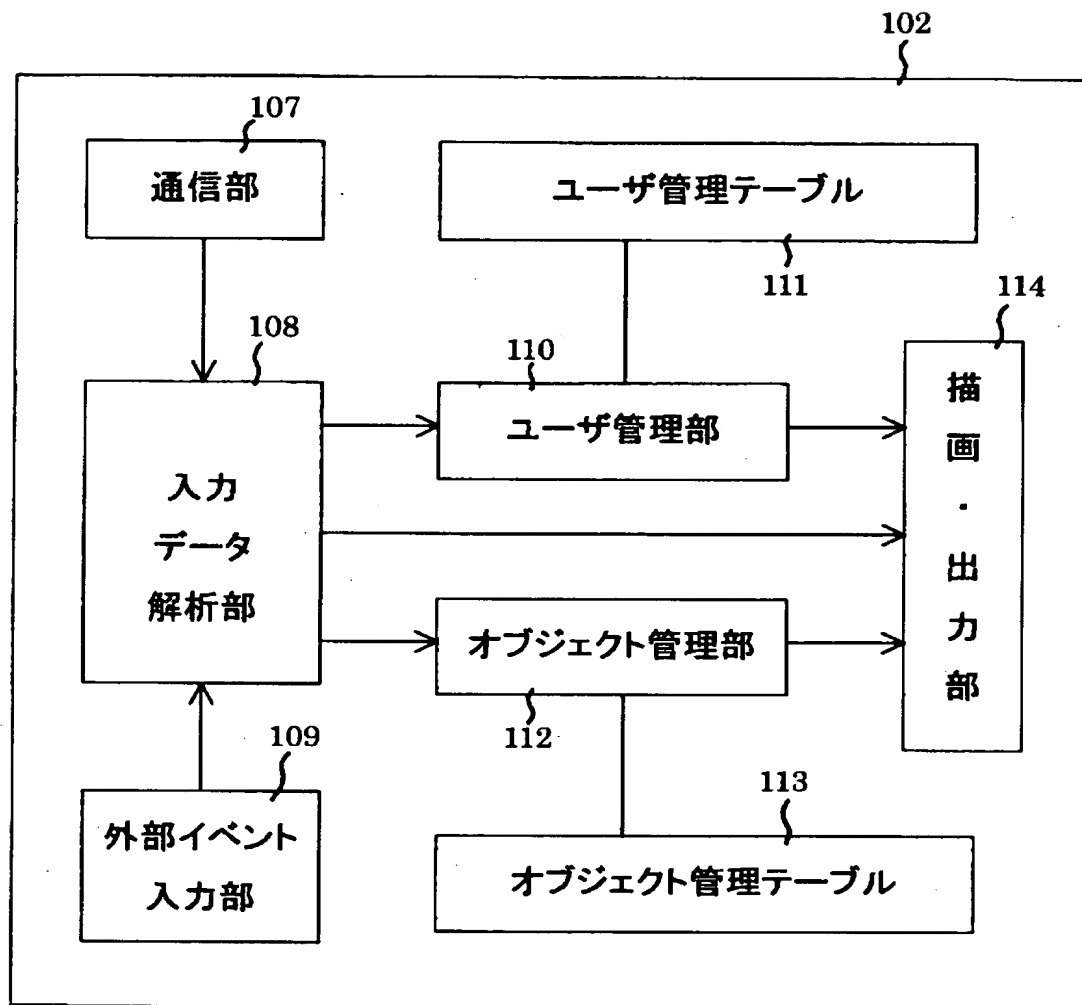 102
107
通信部
ユーザ管理テーブル
111
114
108
110
入力
データ
解析部
ユーザ管理部
描画・出力部
オブジェクト管理部
112
109
外部イベント
入力部
113
オブジェクト管理テーブル